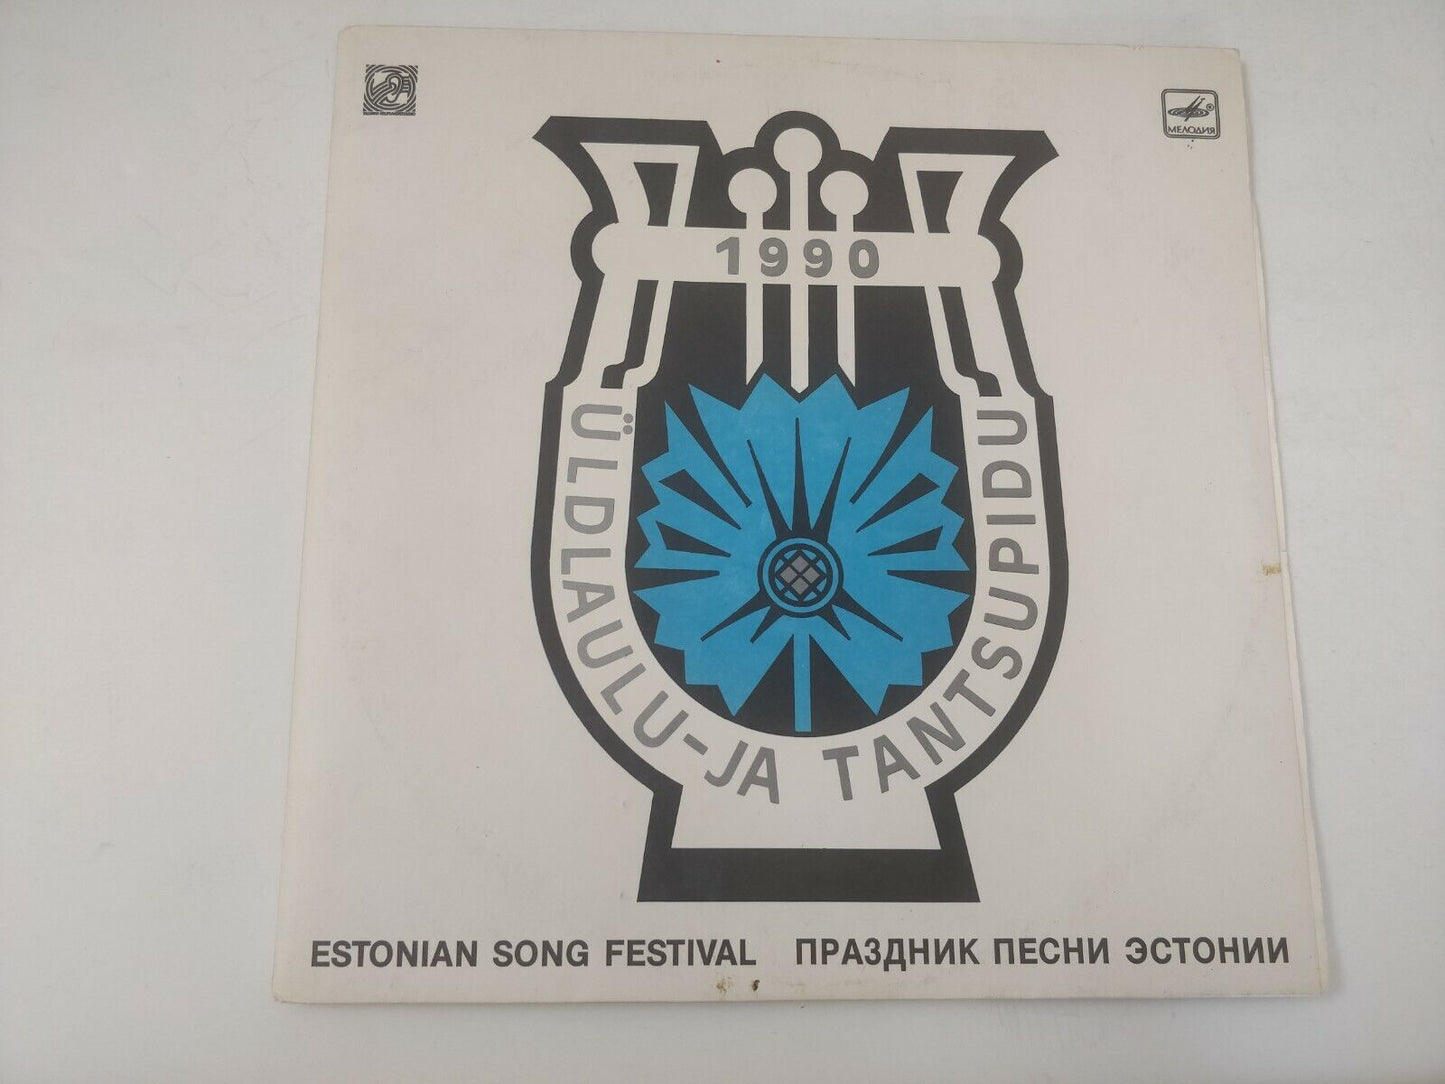 МЕЛОДИЯ
1990
ÜLDLAULU-JA TANTSUPIDU
ESTONIAN SONG FESTIVAL ПРАЗДНИК ПЕСНИ ЭСТОНИИ